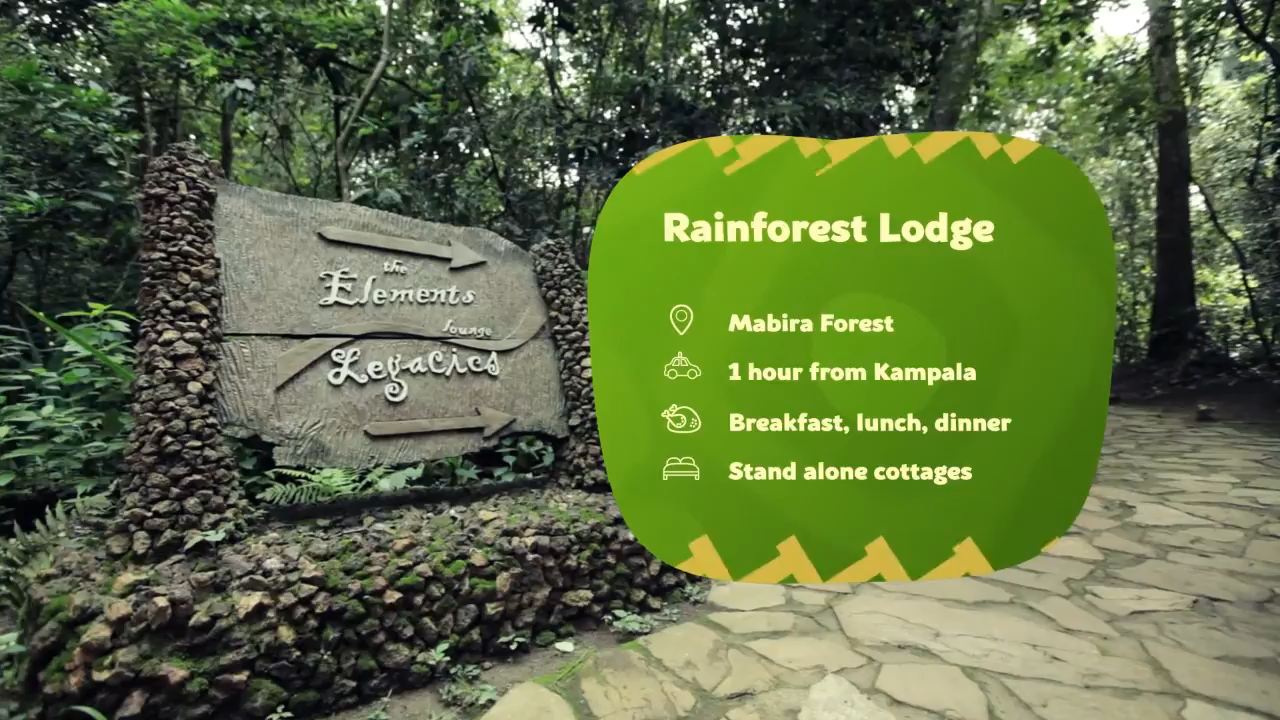 the
Elements
lounge
Legacies
Rainforest Lodge
Mabira Forest
1 hour from Kampala
Breakfast, lunch, dinner
Stand alone cottages